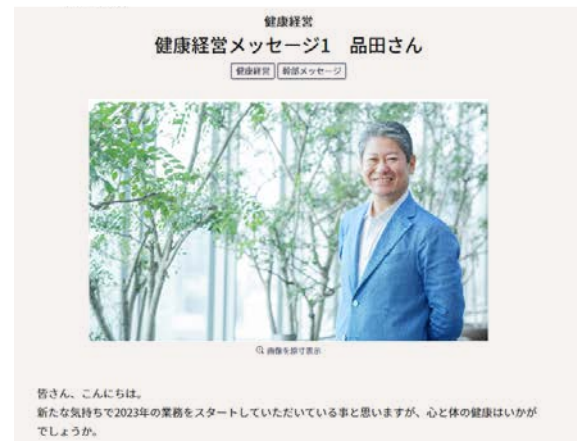 健康経営
健康経営メッセージ1　品田さん
健康経営 幹部メッセージ
画像を原寸表示
皆さん、こんにちは。
新たな気持ちで2023年の業務をスタートしていただいている事と思いますが、心と体の健康はいかが
でしょうか。